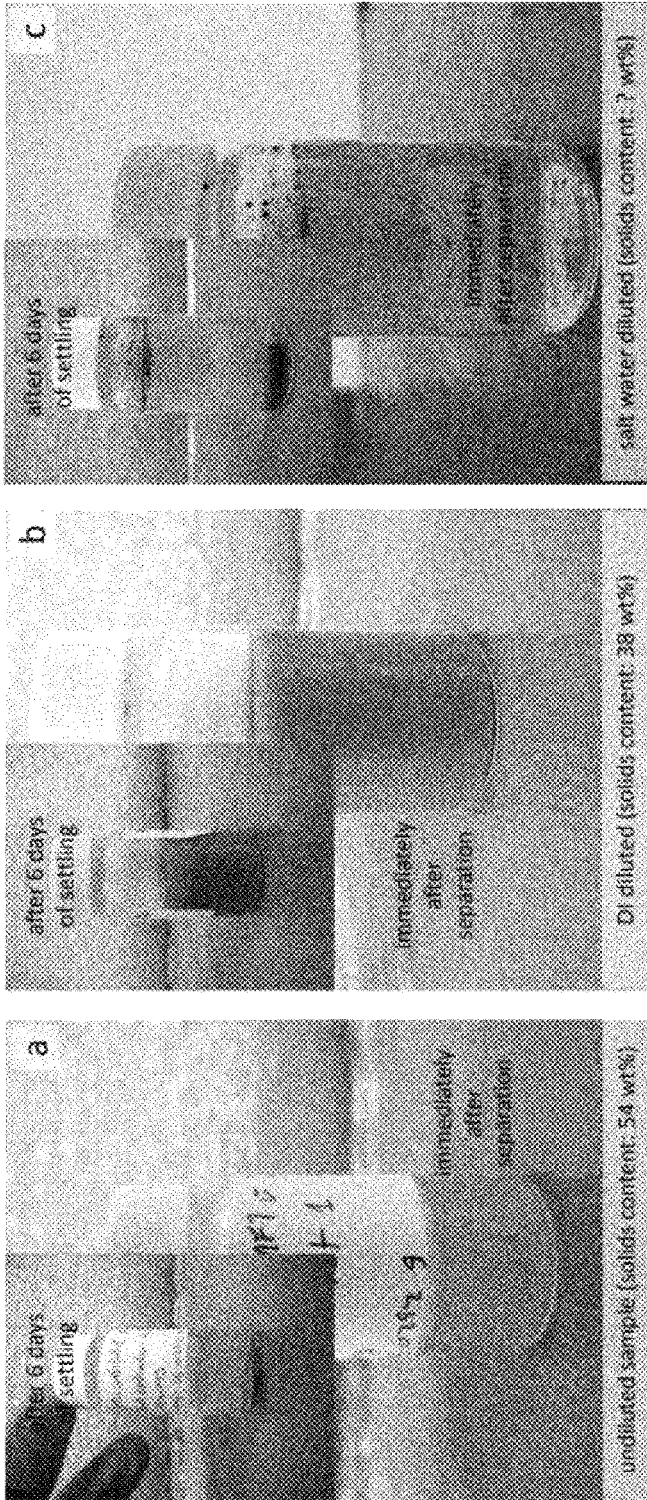 a
after 6 days
of settling
immediately
after
separation
undiluted sample (solids content: 54 wt%)
b
after 6 days
of settling
immediately
after
separation
DI diluted (solids content: 38 wt%)
c
after 6 days
of settling
immediately
after separation
salt water diluted (solids content: ? wt%)